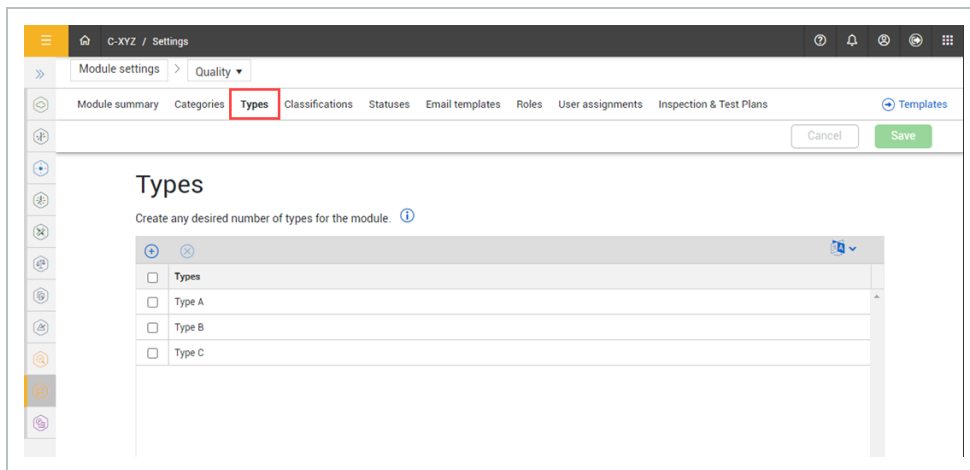 C-XYZ / Settings
Module settings > Quality
Module summary Categories Types Classifications Statuses Email templates Roles User assignments Inspection & Test Plans Templates
Cancel Save
Types
Create any desired number of types for the module.
Types
Type A
Type B
Type C